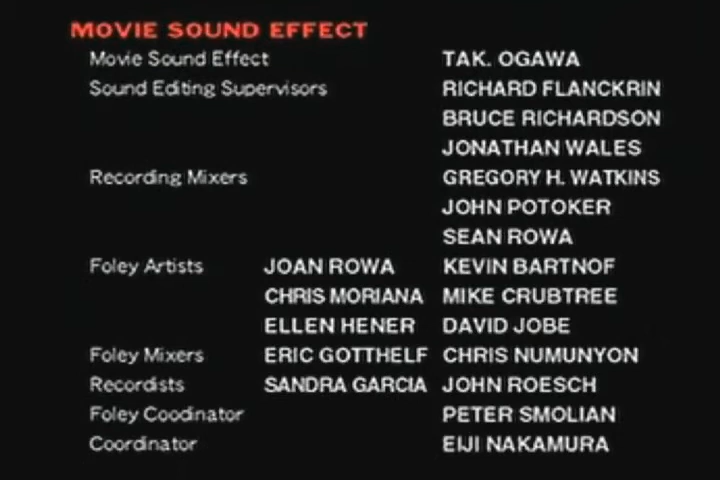 MOVIE SOUND EFFECT
Movie Sound Effect TAK. OGAWA
Sound Editing Supervisors RICHARD FLANCKRIN
BRUCE RICHARDSON
JONATHAN WALES
Recording Mixers GREGORY H. WATKINS
JOHN POTOKER
SEAN ROWA
Foley Artists JOAN ROWA KEVIN BARTNOF
CHRIS MORIANA MIKE CRUBTREE
ELLEN HENER DAVID JOBE
Foley Mixers ERIC GOTTHELF CHRIS NUMUNYON
Recordists SANDRA GARCIA JOHN ROESCH
Foley Coodinator PETER SMOLIAN
Coordinator EIJI NAKAMURA